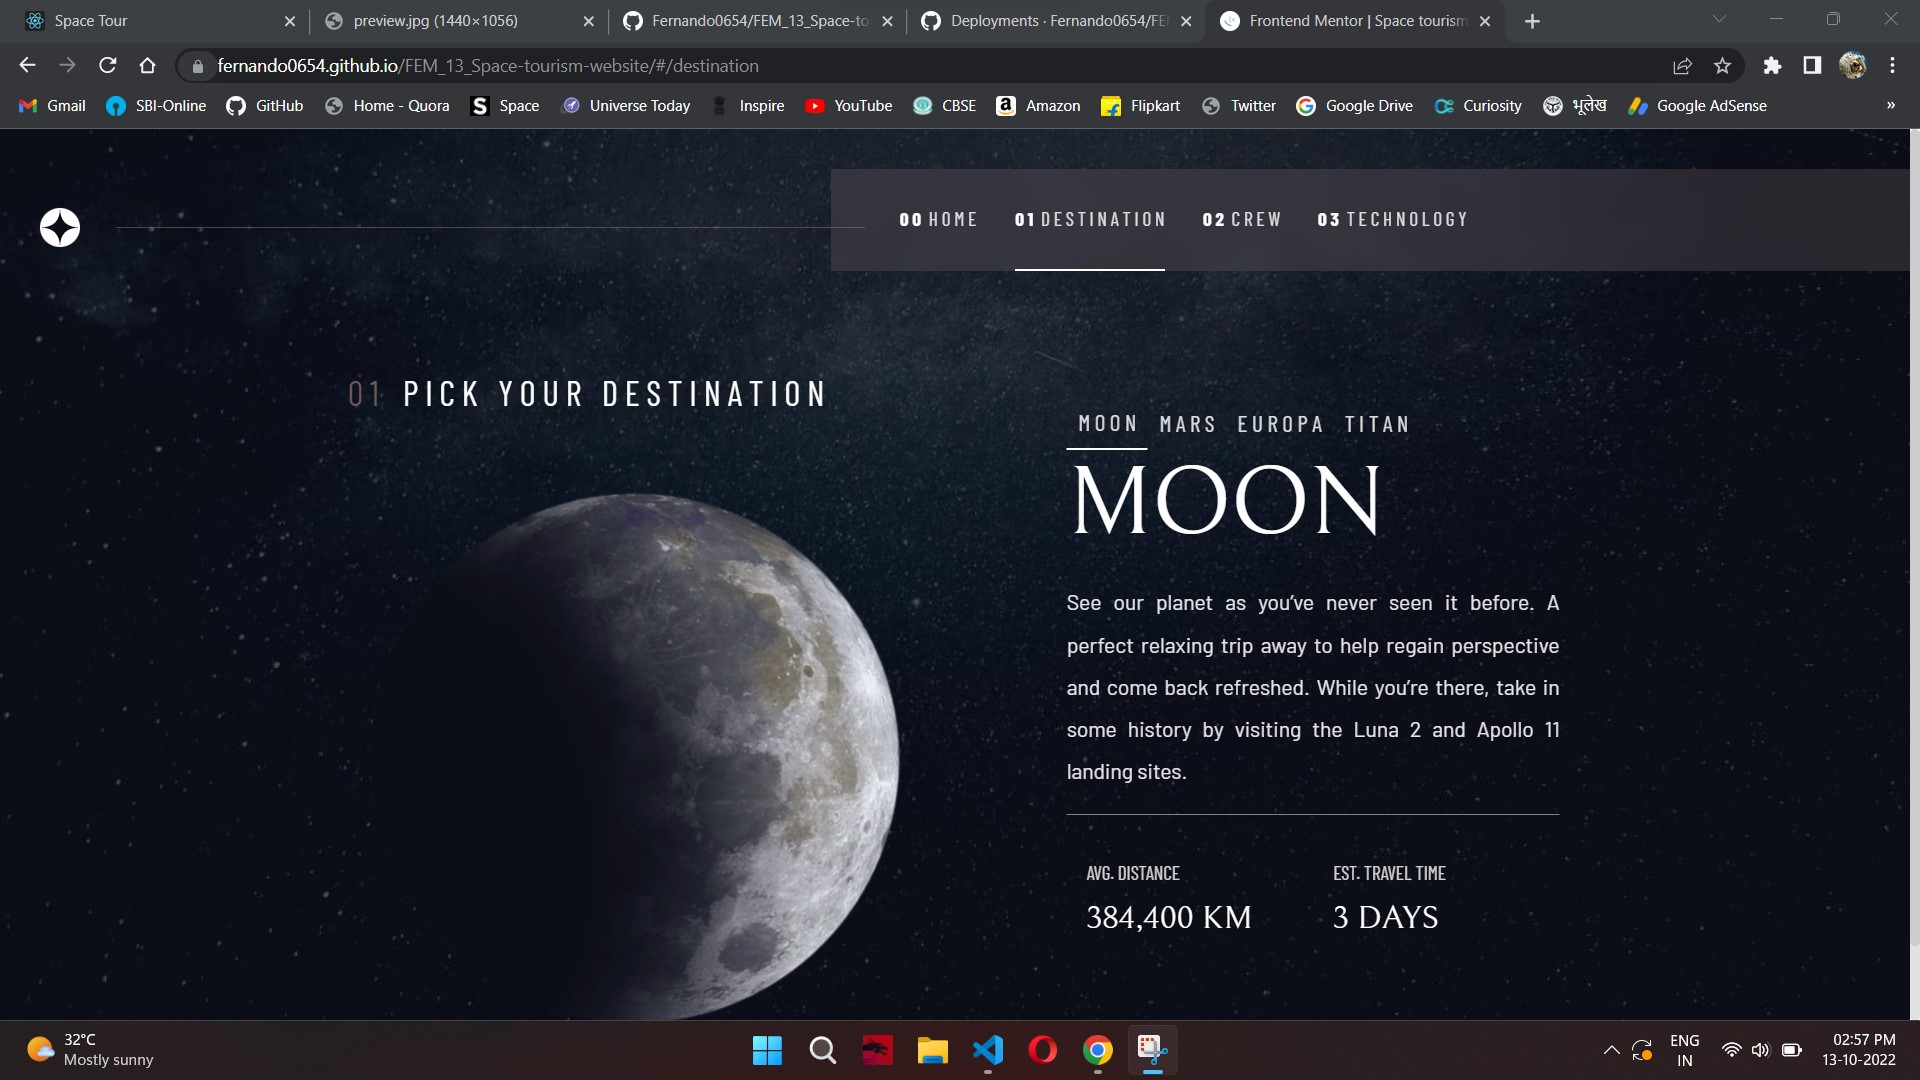 Space Tour
preview.jpg (1440×1056)
Fernando0654/FEM_13_Space-to
Deployments · Fernando0654/FE
Frontend Mentor | Space tourism
fernando0654.github.io/FEM_13_Space-tourism-website/#/destination
Gmail SBI-Online GitHub Home - Quora Space Universe Today Inspire YouTube CBSE Amazon Flipkart Twitter Google Drive Curiosity भूलेख Google AdSense »
00 HOME 01 DESTINATION 02 CREW 03 TECHNOLOGY
01 PICK YOUR DESTINATION
MOON MARS EUROPA TITAN
MOON
See our planet as you’ve never seen it before. A
perfect relaxing trip away to help regain perspective
and come back refreshed. While you’re there, take in
some history by visiting the Luna 2 and Apollo 11
landing sites.
AVG. DISTANCE EST. TRAVEL TIME
384,400 KM 3 DAYS
32°C
Mostly sunny
ENG
IN
02:57 PM
13-10-2022